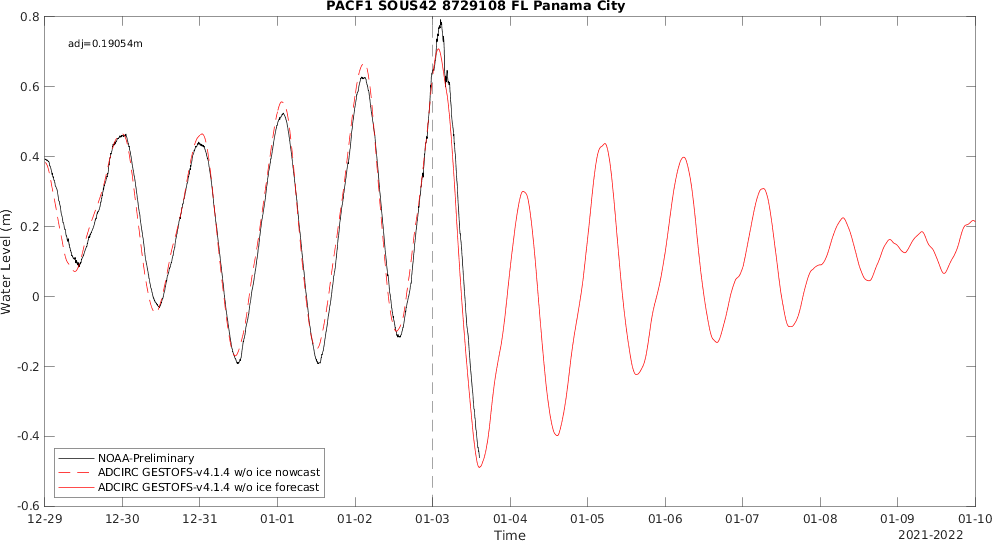 PACF1 SOUS42 8729108 FL Panama City
adj=0.19054m
0.8
0.6
0.4
0.2
0
-0.2
-0.4
-0.6
Water Level (m)
NOAA-Preliminary
ADCIRC GESTOFS-v4.1.4 w/o ice nowcast
ADCIRC GESTOFS-v4.1.4 w/o ice forecast
12-29 12-30 12-31 01-01 01-02 01-03 01-04 01-05 01-06 01-07 01-08 01-09 01-10
Time
2021-2022